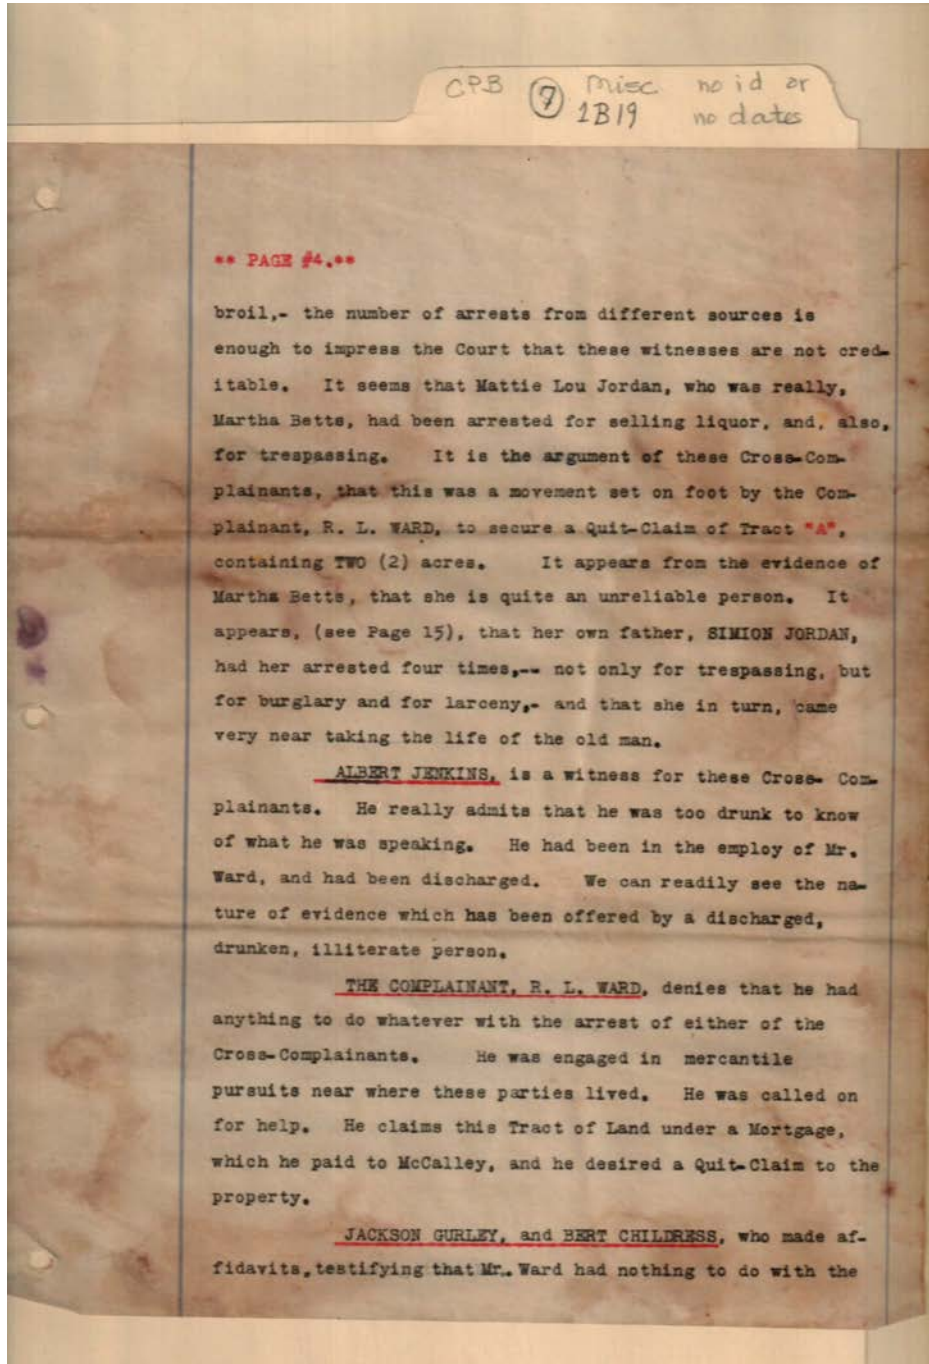 CPB ⑦ Misc no id or
1B19 no dates
** PAGE #4.**
broil,- the number of arrests from different sources is
enough to impress the Court that these witnesses are not cred-
itable. It seems that Mattie Lou Jordan, who was really,
Martha Betts, had been arrested for selling liquor, and, also,
for trespassing. It is the argument of these Cross-Com-
plainants, that this was a movement set on foot by the Com-
plainant, R. L. WARD, to secure a Quit-Claim of Tract "A",
containing TWO (2) acres. It appears from the evidence of
Martha Betts, that she is quite an unreliable person. It
appears, (see Page 15), that her own father, SIMION JORDAN,
had her arrested four times,-- not only for trespassing, but
for burglary and for larceny,- and that she in turn, came
very near taking the life of the old man.
ALBERT JENKINS, is a witness for these Cross- Com-
plainants. He really admits that he was too drunk to know
of what he was speaking. He had been in the employ of Mr.
Ward, and had been discharged. We can readily see the na-
ture of evidence which has been offered by a discharged,
drunken, illiterate person.
THE COMPLAINANT, R. L. WARD, denies that he had
anything to do whatever with the arrest of either of the
Cross-Complainants. He was engaged in mercantile
pursuits near where these parties lived. He was called on
for help. He claims this Tract of Land under a Mortgage,
which he paid to McCalley, and he desired a Quit-Claim to the
property.
JACKSON GURLEY, and BERT CHILDRESS, who made af-
fidavits, testifying that Mr. Ward had nothing to do with the